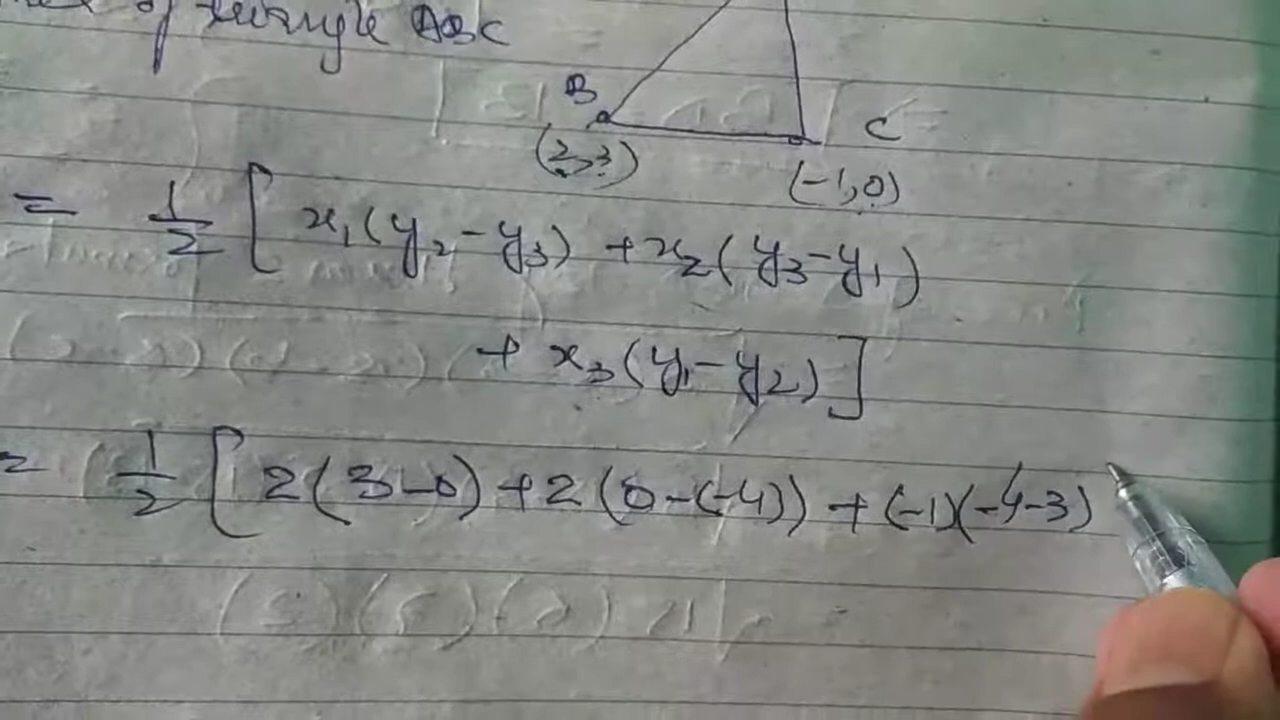 of triangle ABC
B
C
(2,3)
(-1,0)
= 1/2 [ x₁(y₂-y₃) + x₂(y₃-y₁)
+ x₃(y₁-y₂)]
= 1/2 [ 2(3-0)+2(0-(-4)) + (-1)(-4-3)